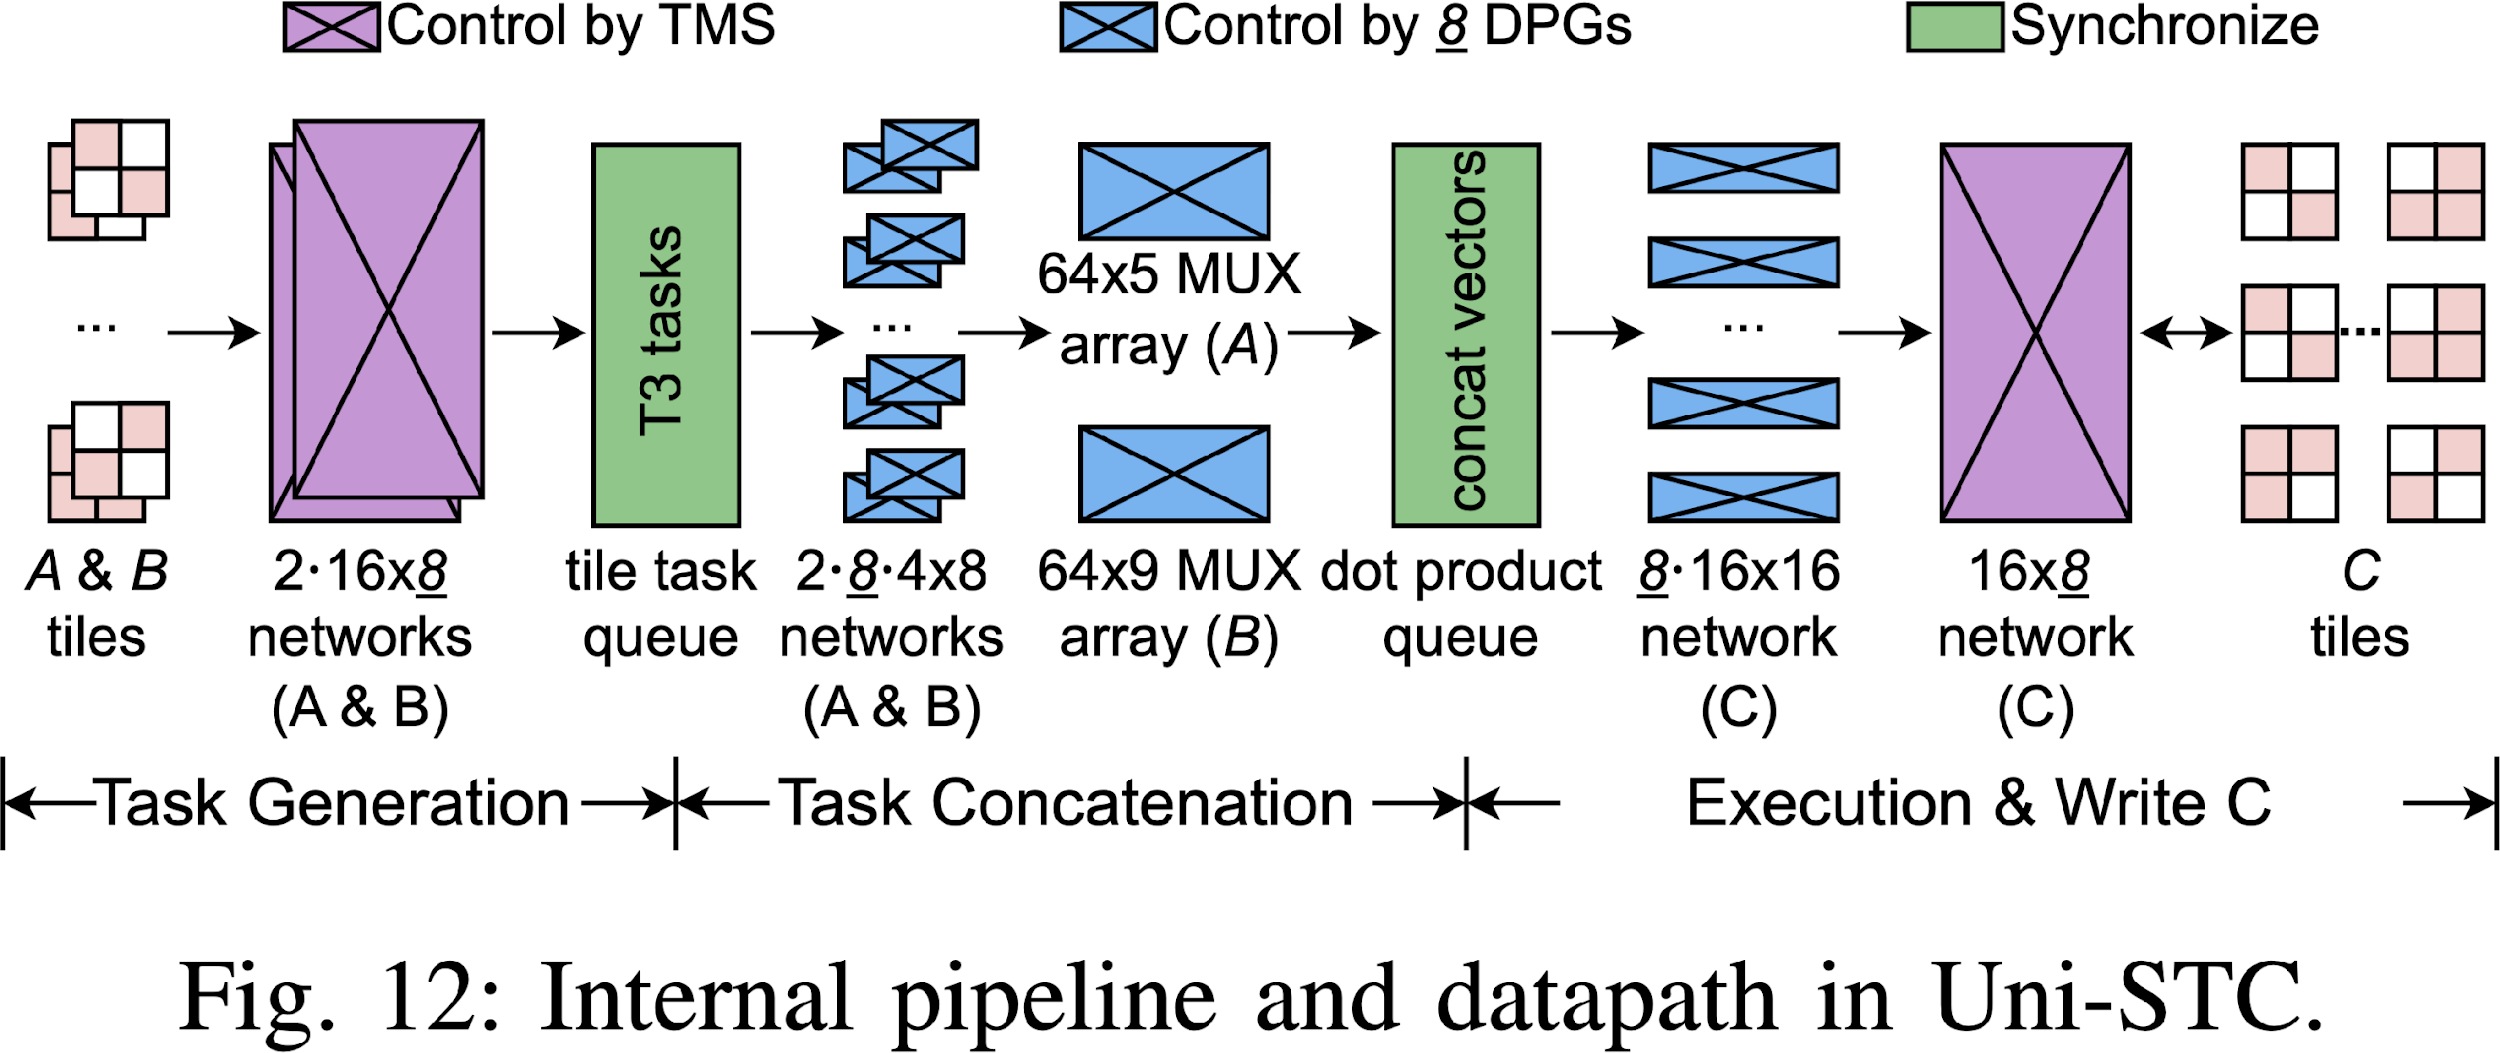 Control by TMS
Control by 8 DPGs
Synchronize
...
T3 tasks
...
64x5 MUX
array (A)
concat vectors
...
...
A & B
tiles
2·16x8
networks
(A & B)
tile task
queue
2·8·4x8
networks
(A & B)
64x9 MUX
array (B)
dot product
queue
8·16x16
network
(C)
16x8
network
(C)
C
tiles
Task Generation
Task Concatenation
Execution & Write C
Fig. 12: Internal pipeline and datapath in Uni-STC.